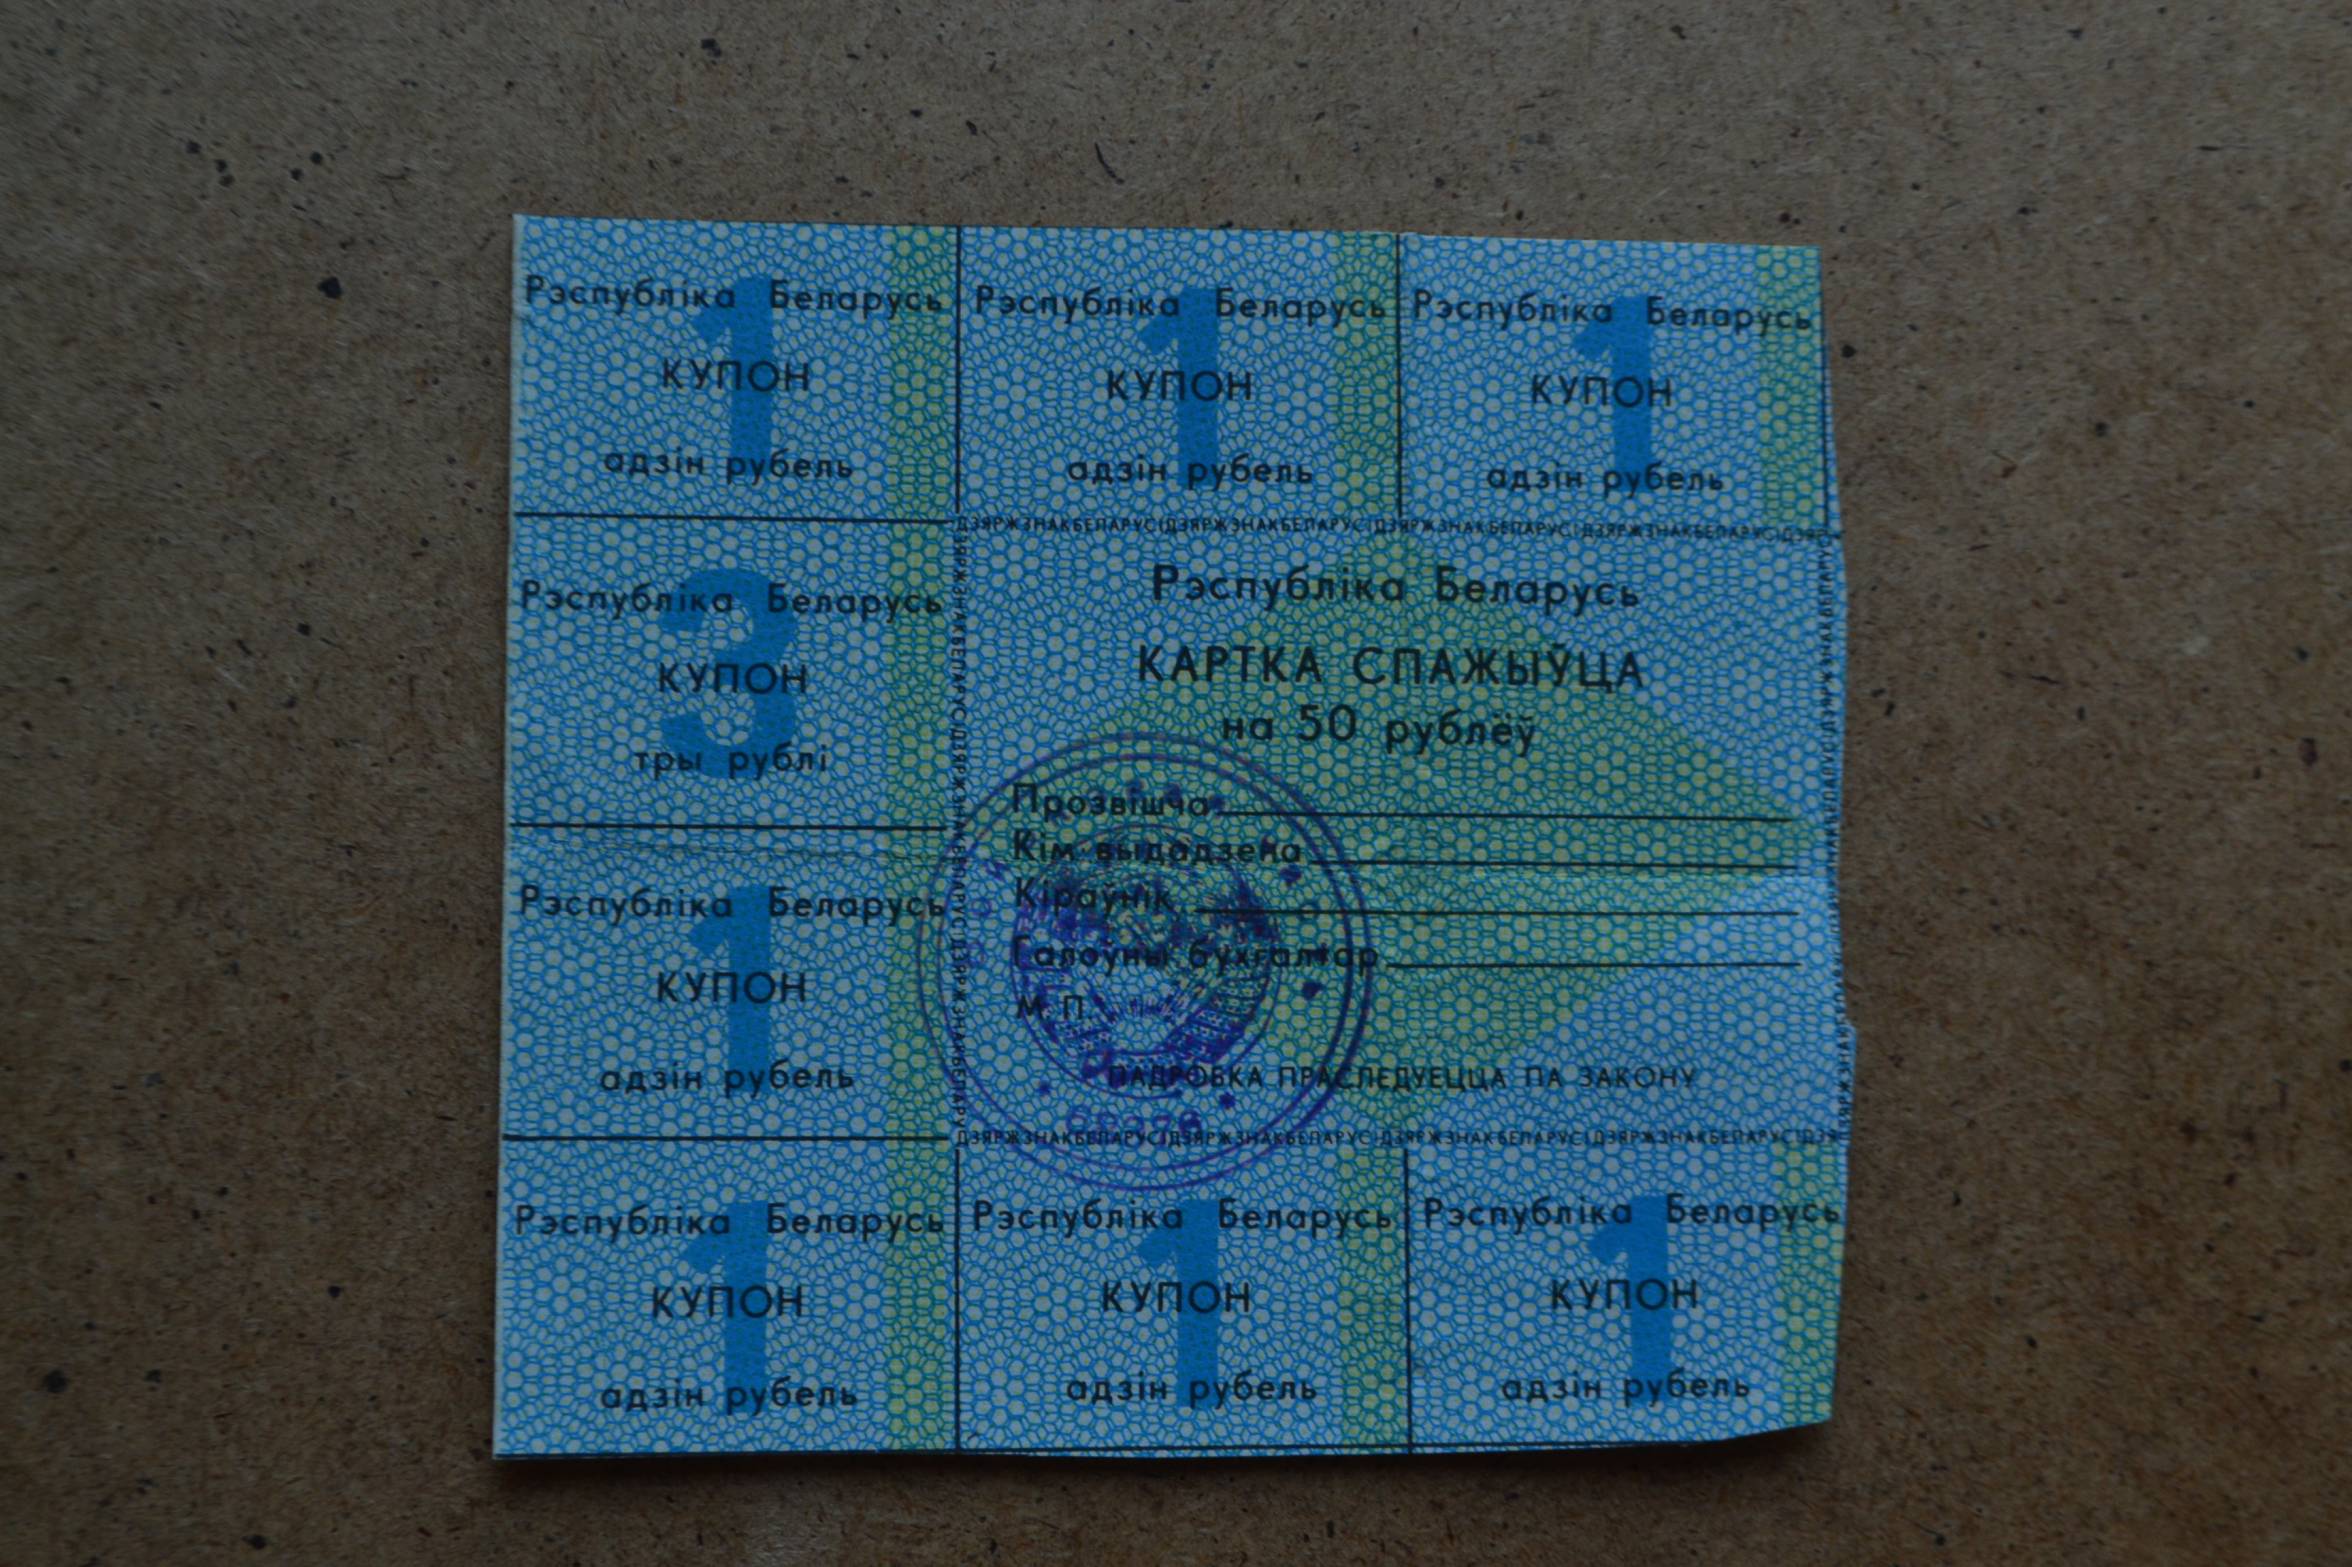 Рэспубліка Беларусь
КУПОН
адзін рубель
Рэспубліка Беларусь
КУПОН
адзін рубель
Рэспубліка Беларусь
КУПОН
адзін рубель
Рэспубліка Беларусь
КУПОН
тры рублі
Рэспубліка Беларусь
КУПОН
адзін рубель
ДЗЯРЖЗНАКБЕЛАРУСІДЗЯРЖЗНАКБЕЛАРУСІДЗЯРЖЗНАКБЕЛАРУСІДЗЯРЖЗНАКБЕЛАРУСІДЗЯРЖ
Рэспубліка Беларусь
КАРТКА СПАЖЫЎЦА
на 50 рублёў
Прозвішча
Кім выдадзена
Кіраўнік
Галоўны бухгалтар
М. П.
ПАДРОБКА ПРАСЛЕДУЕЦЦА ПА ЗАКОНУ
ДЗЯРЖЗНАКБЕЛАРУСІДЗЯРЖЗНАКБЕЛАРУСІДЗЯРЖЗНАКБЕЛАРУСІДЗЯРЖЗНАКБЕЛАРУСІДЗЯ
Рэспубліка Беларусь
КУПОН
адзін рубель
Рэспубліка Беларусь
КУПОН
адзін рубель
Рэспубліка Беларусь
КУПОН
адзін рубель
1
1
1
3
1
1
1
1